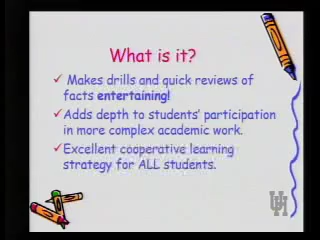 What is it?
✓ Makes drills and quick reviews of
facts entertaining!
✓Adds depth to students' participation
in more complex academic work.
✓Excellent cooperative learning
strategy for ALL students.
UH